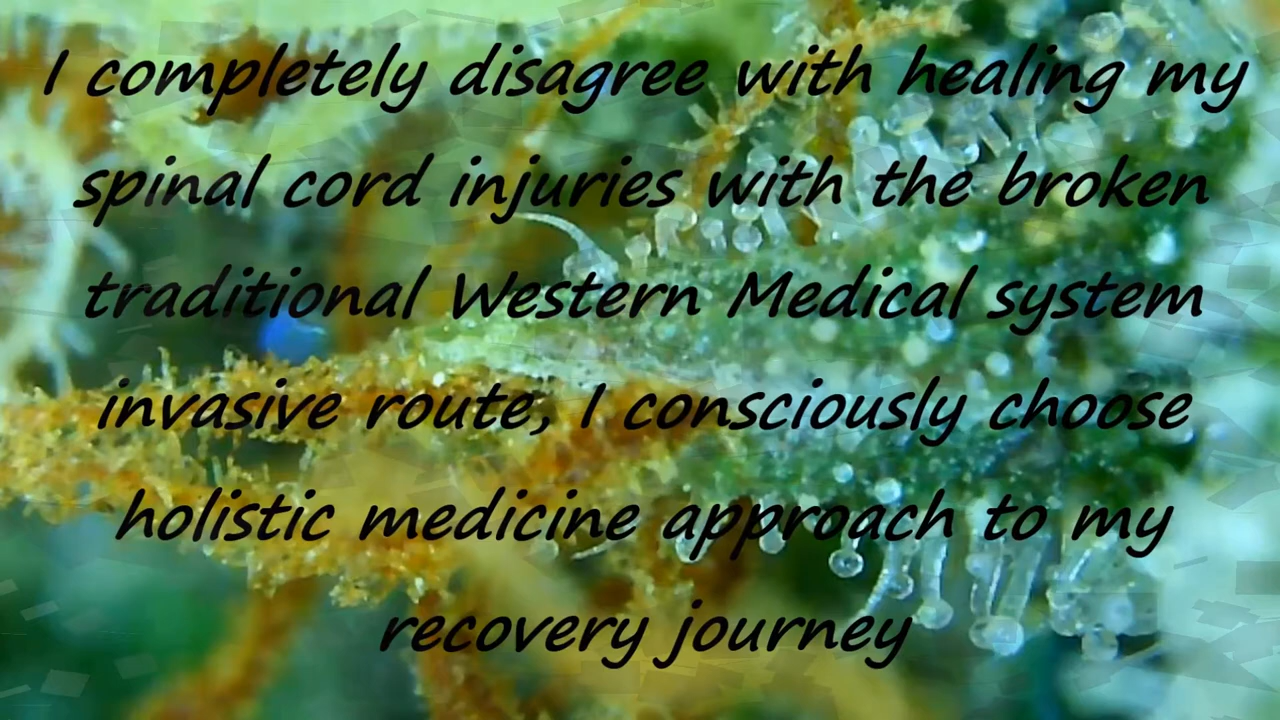 I completely disagree with healing my
spinal cord injuries with the broken
traditional Western Medical system
invasive route, I consciously choose
holistic medicine approach to my
recovery journey